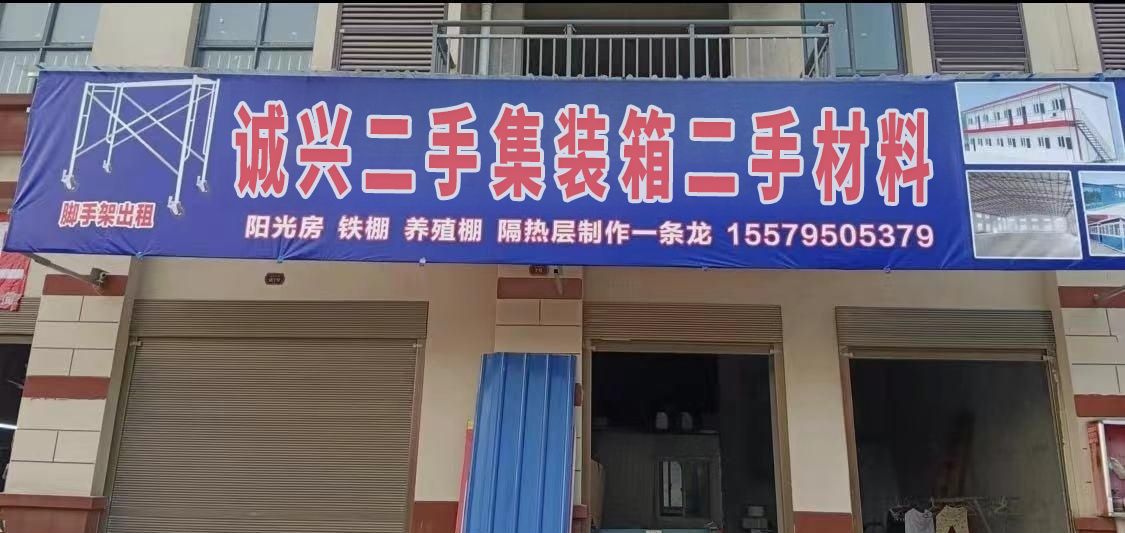 诚兴二手集装箱二手材料
脚手架出租
阳光房 铁棚 养殖棚 隔热层制作一条龙 15579505379